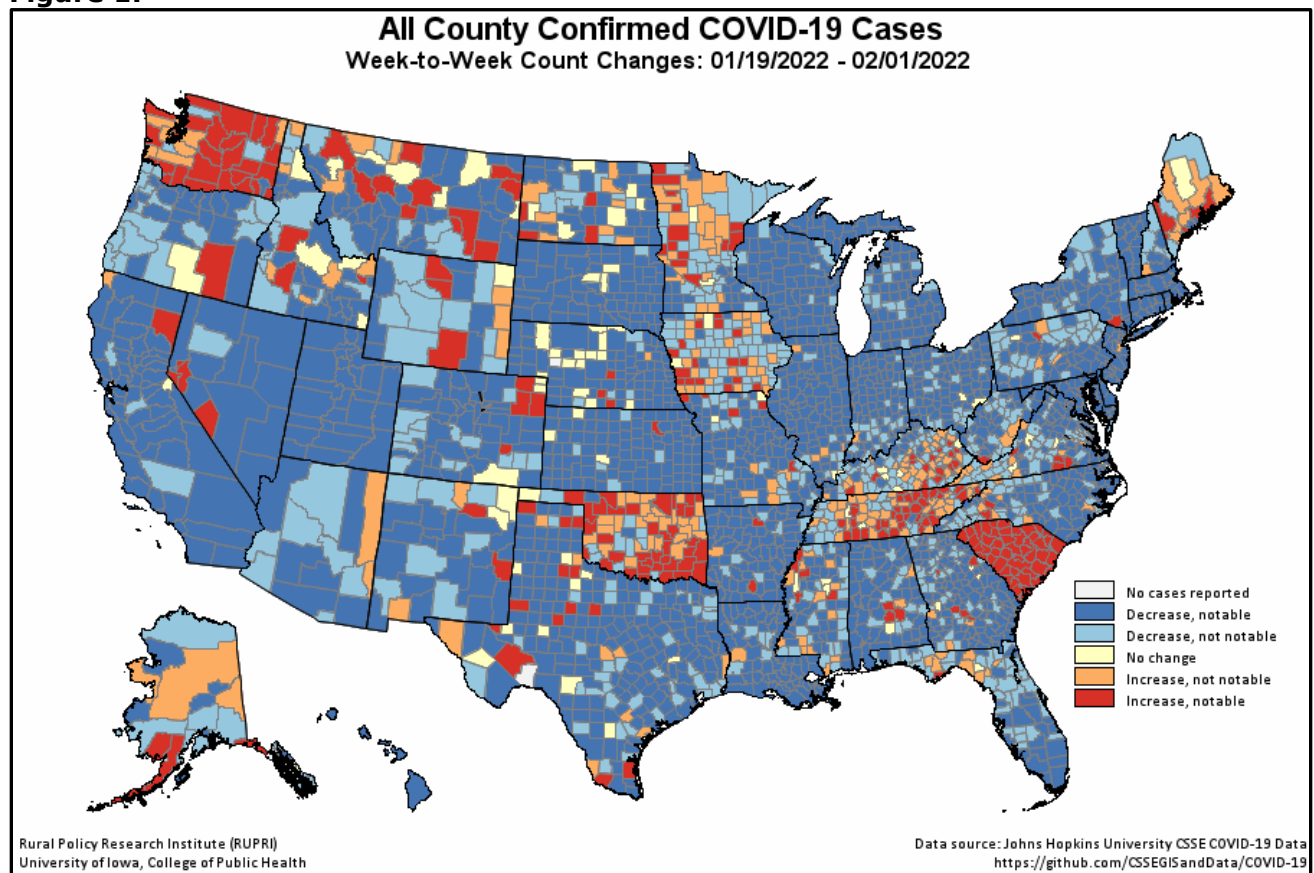 Figure 2.
All County Confirmed COVID-19 Cases
Week-to-Week Count Changes: 01/19/2022 - 02/01/2022
No cases reported
Decrease, notable
Decrease, not notable
No change
Increase, not notable
Increase, notable
Rural Policy Research Institute (RUPRI)
University of Iowa, College of Public Health
Data source: Johns Hopkins University CSSE COVID-19 Data
https://github.com/CSSEGISandData/COVID-19